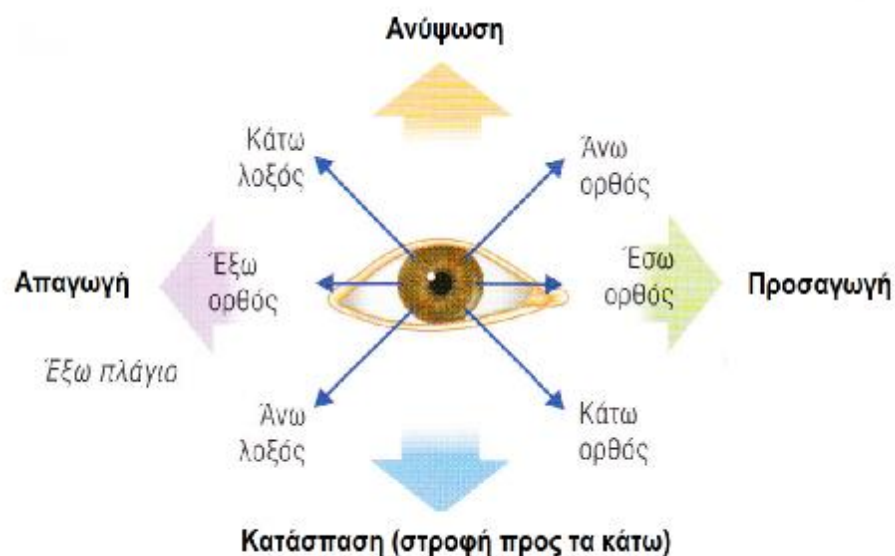 Ανύψωση
Κάτω
λοξός
Άνω
ορθός
Απαγωγή
Έξω
ορθός
Έσω
ορθός
Προσαγωγή
Έξω πλάγιο
Άνω
λοξός
Κάτω
ορθός
Κατάσπαση (στροφή προς τα κάτω)